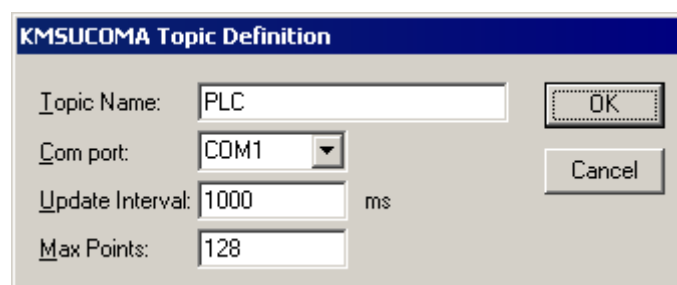 KMSUCOMA Topic Definition
Topic Name: PLC
OK
Com port: COM1
Cancel
Update Interval: 1000 ms
Max Points: 128